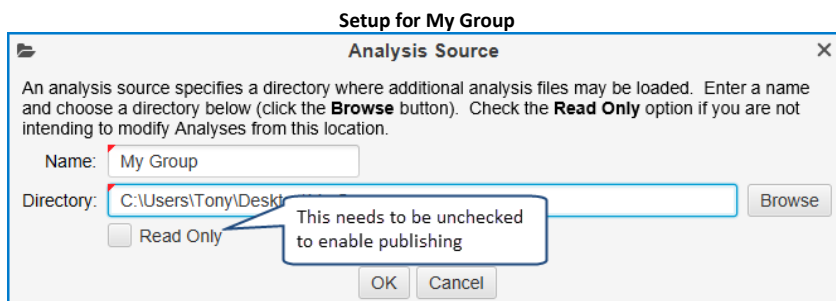 Setup for My Group
Analysis Source
An analysis source specifies a directory where additional analysis files may be loaded. Enter a name
and choose a directory below (click the Browse button). Check the Read Only option if you are not
intending to modify Analyses from this location.
Name: My Group
Directory: C:\Users\Tony\Deskt Browse
This needs to be unchecked
to enable publishing
Read Only
OK Cancel